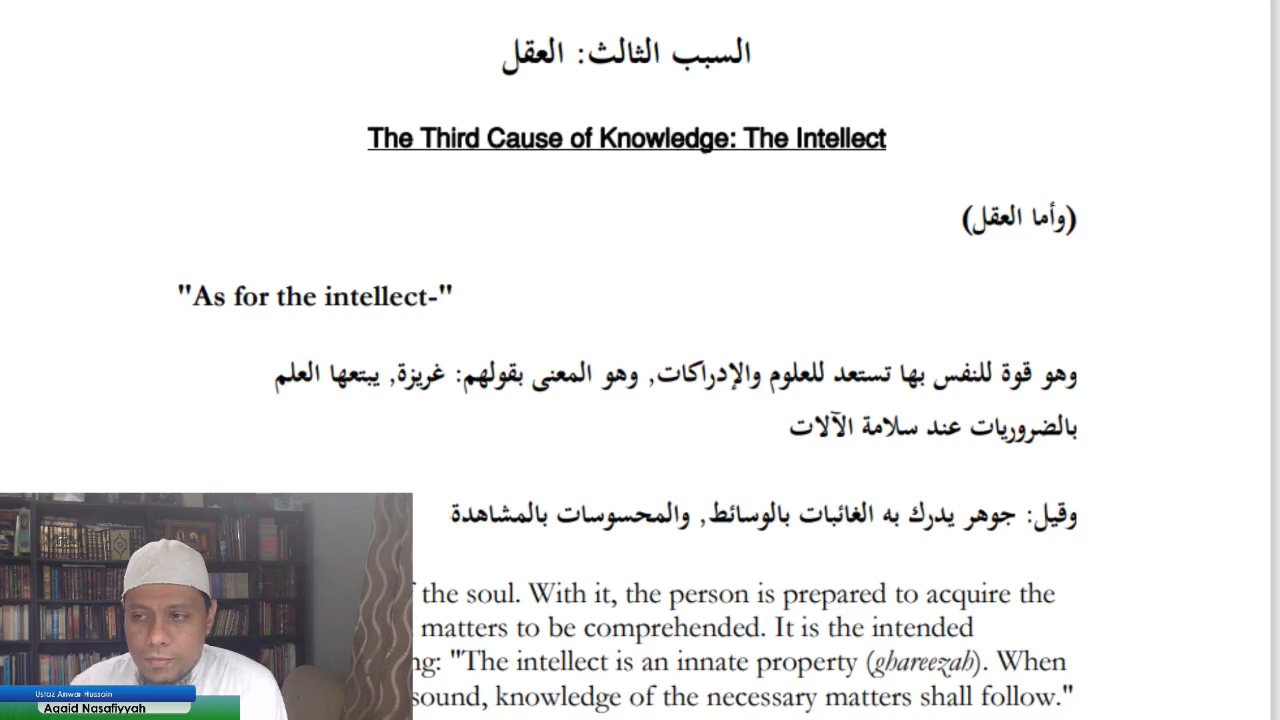 السبب الثالث: العقل
The Third Cause of Knowledge: The Intellect
(وأما العقل)
"As for the intellect-"
وهو قوة للنفس بها تستعد للعلوم والإدراكات, وهو المعنى بقولهم: غريزة, يبتعها العلم
بالضروريات عند سلامة الآلات
وقيل: جوهر يدرك به الغائبات بالوسائط, والمحسوسات بالمشاهدة
the soul. With it, the person is prepared to acquire the
matters to be comprehended. It is the intended
"The intellect is an innate property (ghareezah). When
sound, knowledge of the necessary matters shall follow."
Ustaz Anwar Hussain
Aqaid Nasafiyyah